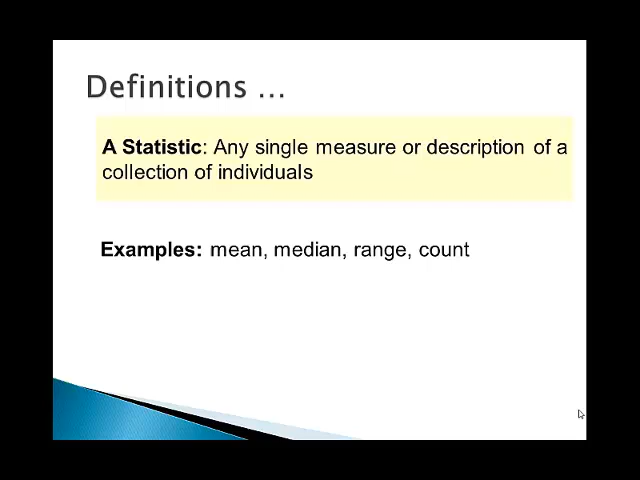 Definitions …
A Statistic: Any single measure or description of a
collection of individuals
Examples: mean, median, range, count